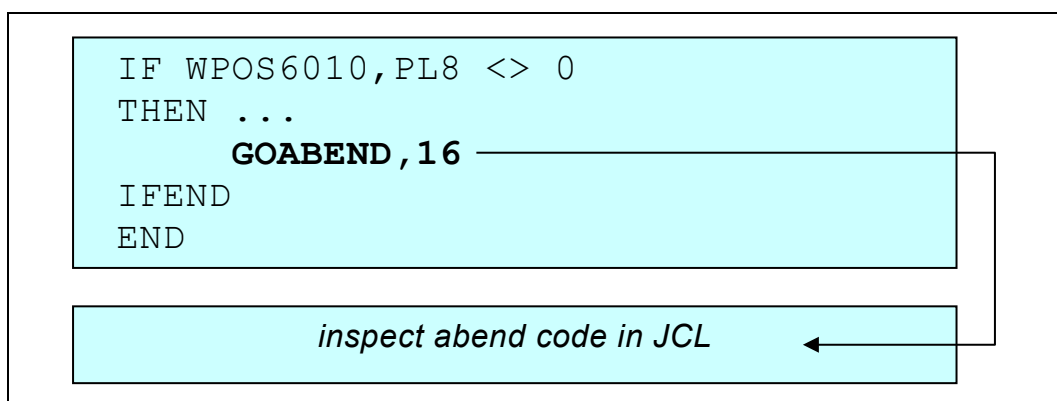 IF WPOS6010,PL8 <> 0
THEN ...
GOABEND,16
IFEND
END
inspect abend code in JCL